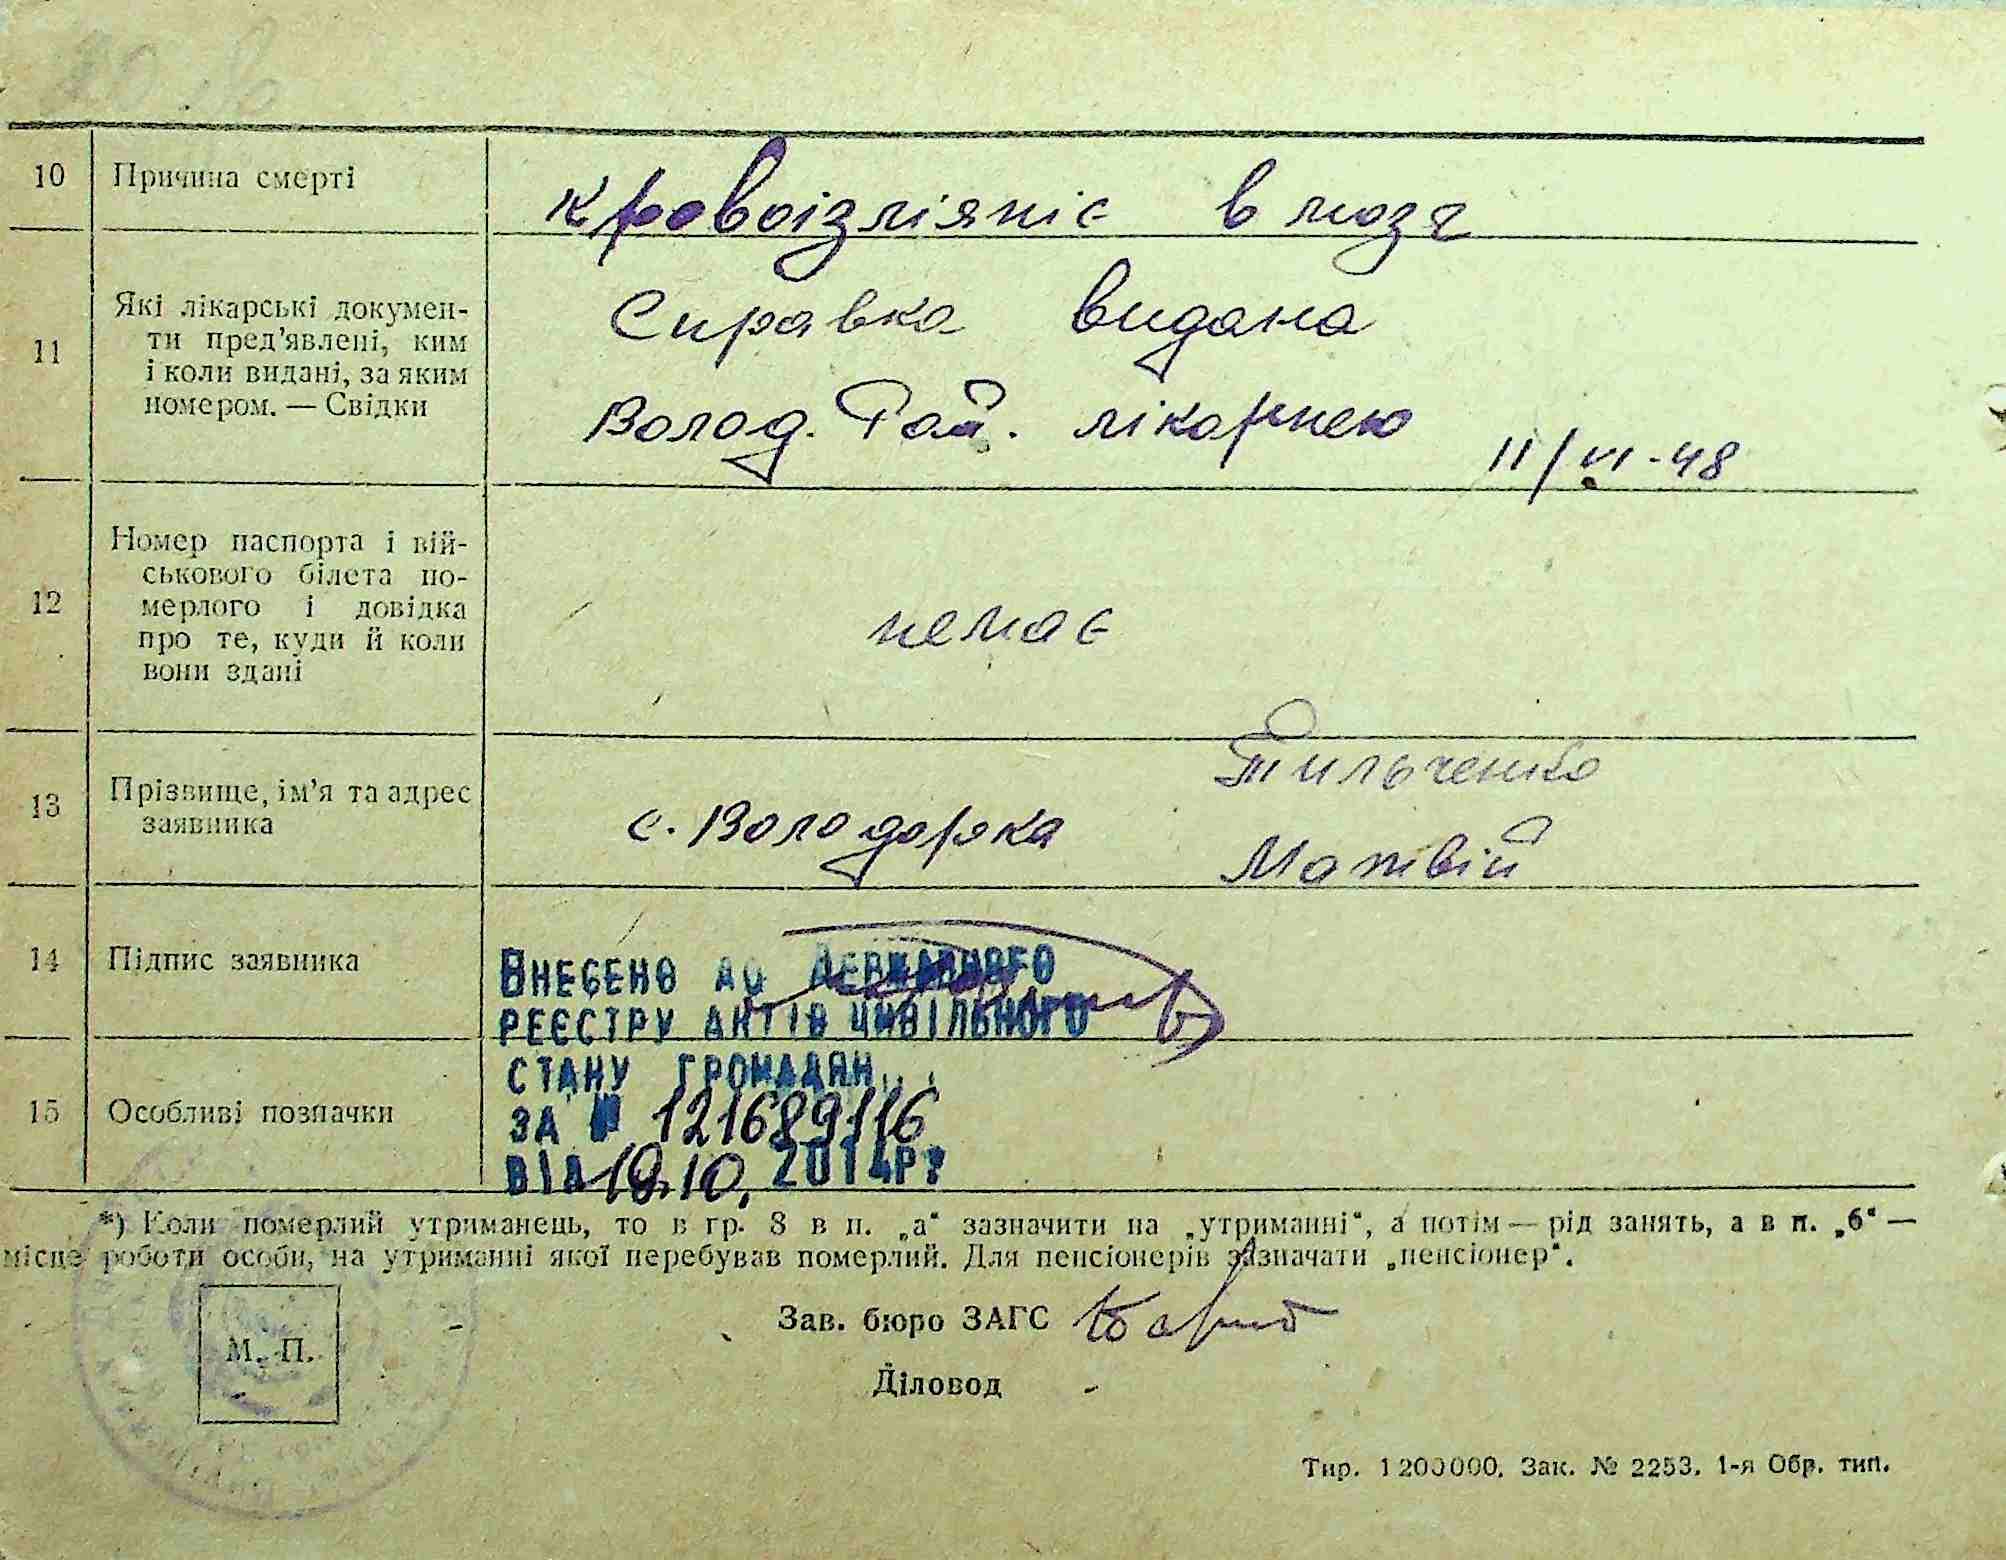 10 Причина смерті
кровоізліяніє в мозг
11 Які лікарські докумен-
ти пред'явлені, ким
і коли видані, за яким
номером. — Свідки
Справка видана
Волод. Рай. лікарнею 11/VI-48
12 Номер паспорта і вій-
ськового білета по-
мерлого і довідка
про те, куди й коли
вони здані
немає
13 Прізвище, ім'я та адрес
заявника
с. Володарка
Тильченко
Матвій
14 Підпис заявника
Внесено до Державного
реєстру актів цивільного
15 Особливі позначки
стану громадян
за № 121689116
від 10.10. 2014р.
*) Коли померлий утриманець, то в гр. 8 в п. „а“ зазначити на „утриманні“, а потім — рід занять, а в п. „б“ —
місце роботи особи, на утриманні якої перебував померлий. Для пенсіонерів зазначати „пенсіонер“.
М. П.
Зав. бюро ЗАГС
Діловод -
Тир. 1200000. Зак. № 2253. 1-я Обр. тип.